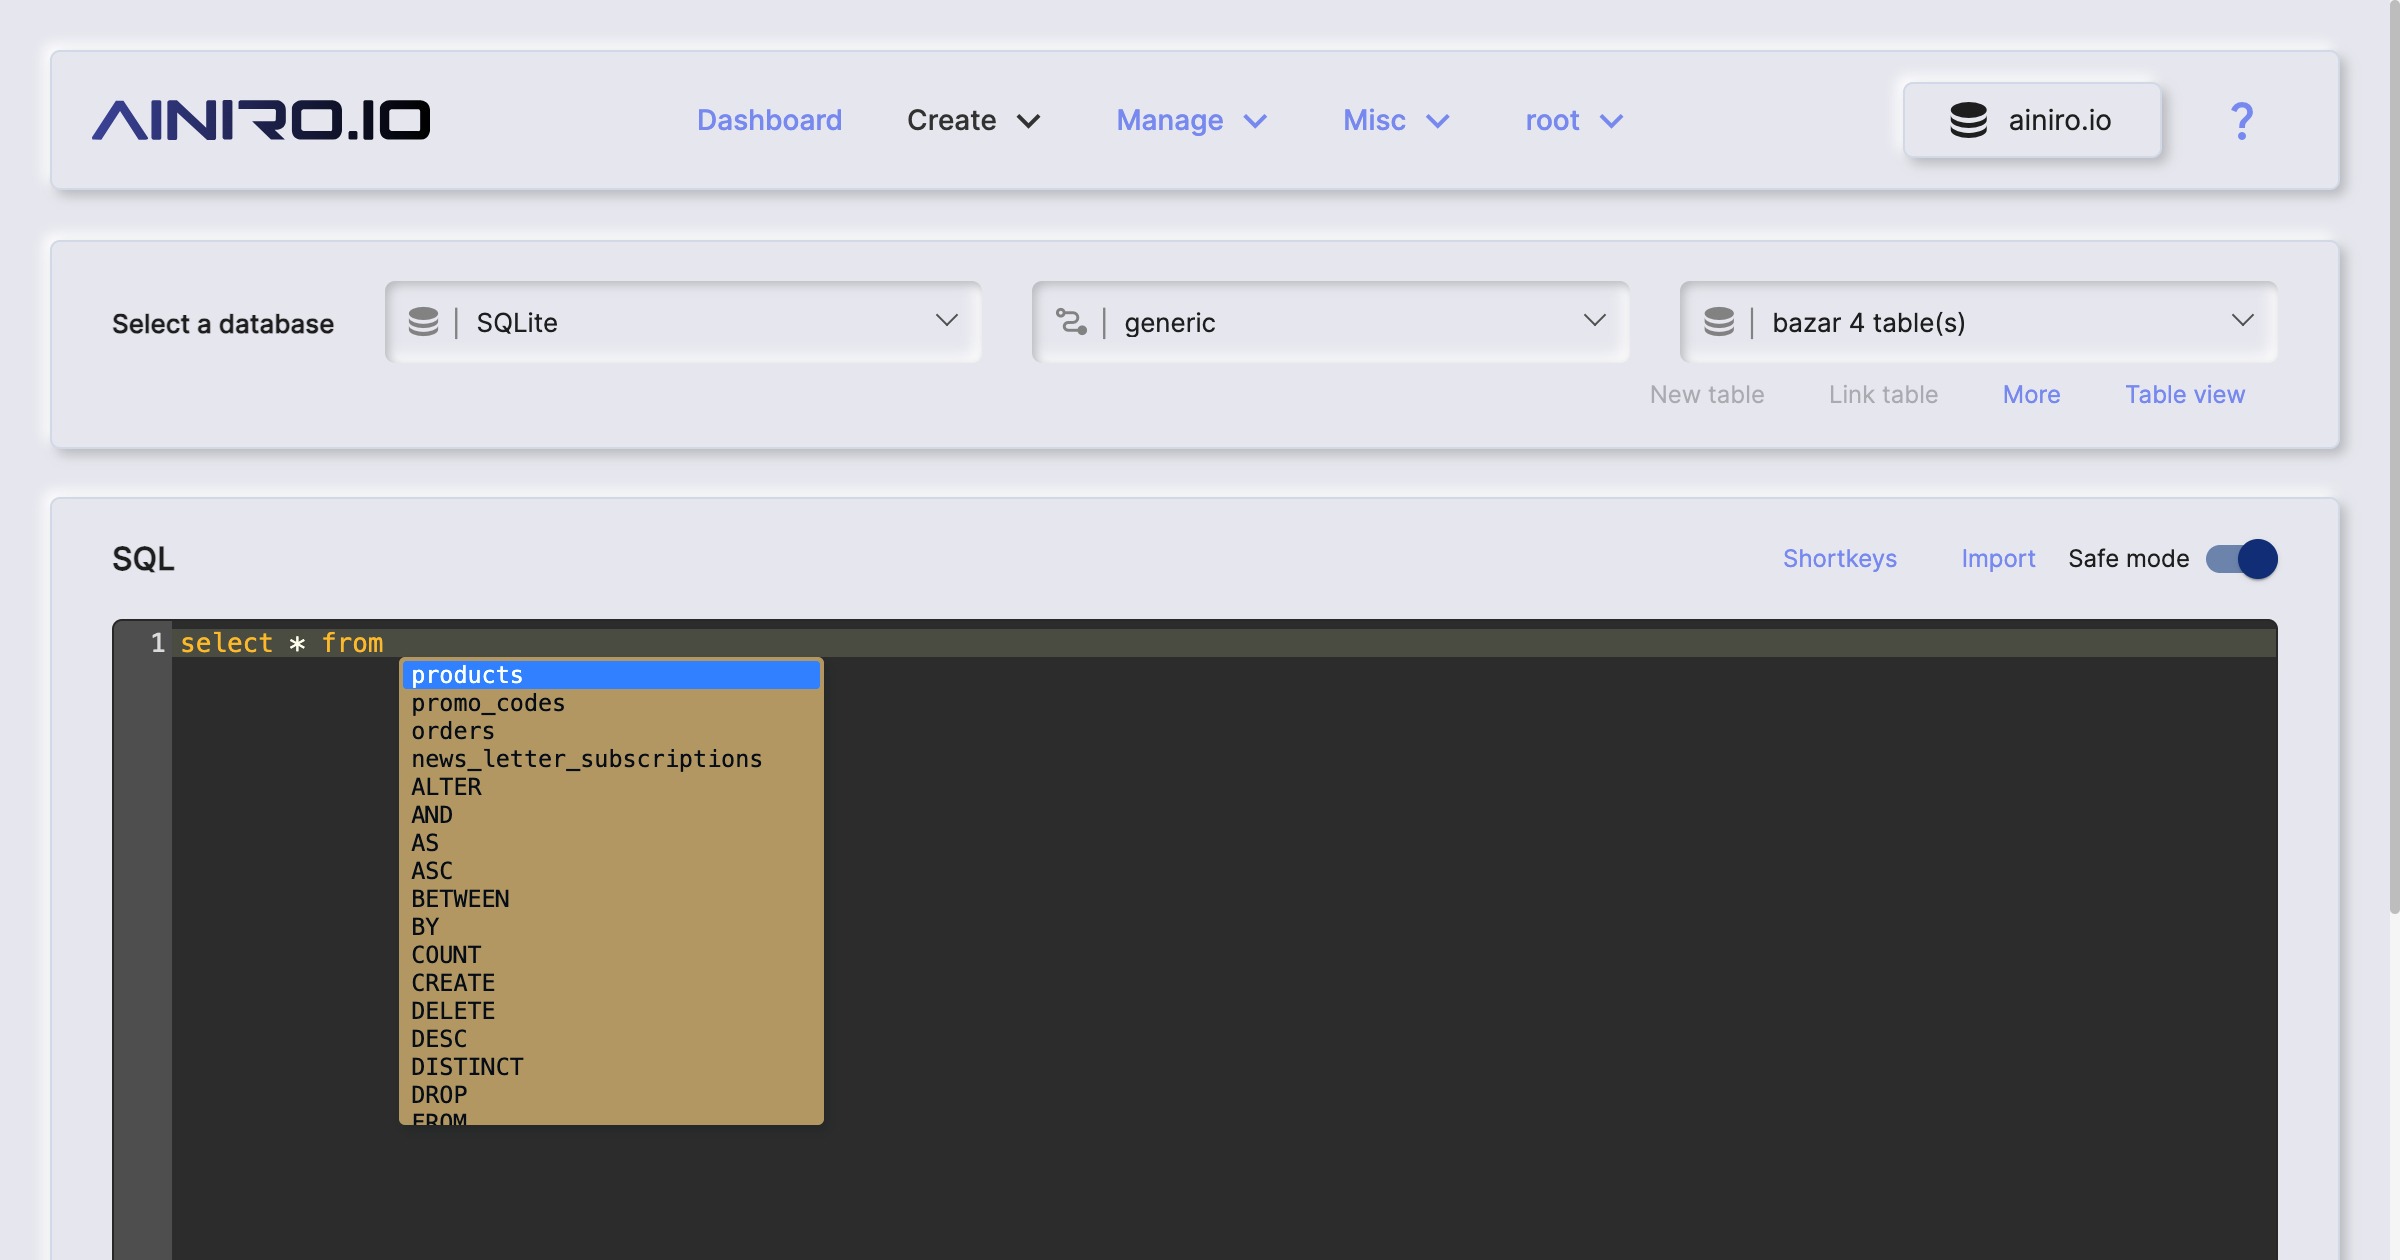 AINIRO.IO Dashboard Create Manage Misc root ainiro.io ?
Select a database SQLite generic bazar 4 table(s)
New table Link table More Table view
SQL Shortkeys Import Safe mode
1 select * from
products
promo_codes
orders
news_letter_subscriptions
ALTER
AND
AS
ASC
BETWEEN
BY
COUNT
CREATE
DELETE
DESC
DISTINCT
DROP
FROM